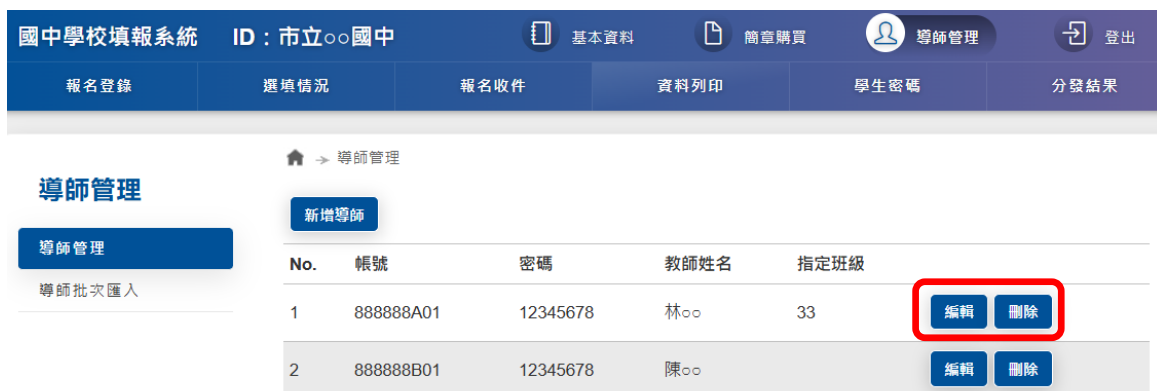 國中學校填報系統 ID：市立○○國中 基本資料 簡章購買 導師管理 登出
報名登錄 選填情況 報名收件 資料列印 學生密碼 分發結果
導師管理
導師管理
新增導師
導師管理
導師批次匯入
No. 帳號 密碼 教師姓名 指定班級
1 888888A01 12345678 林○○ 33 編輯 刪除
2 888888B01 12345678 陳○○ 編輯 刪除